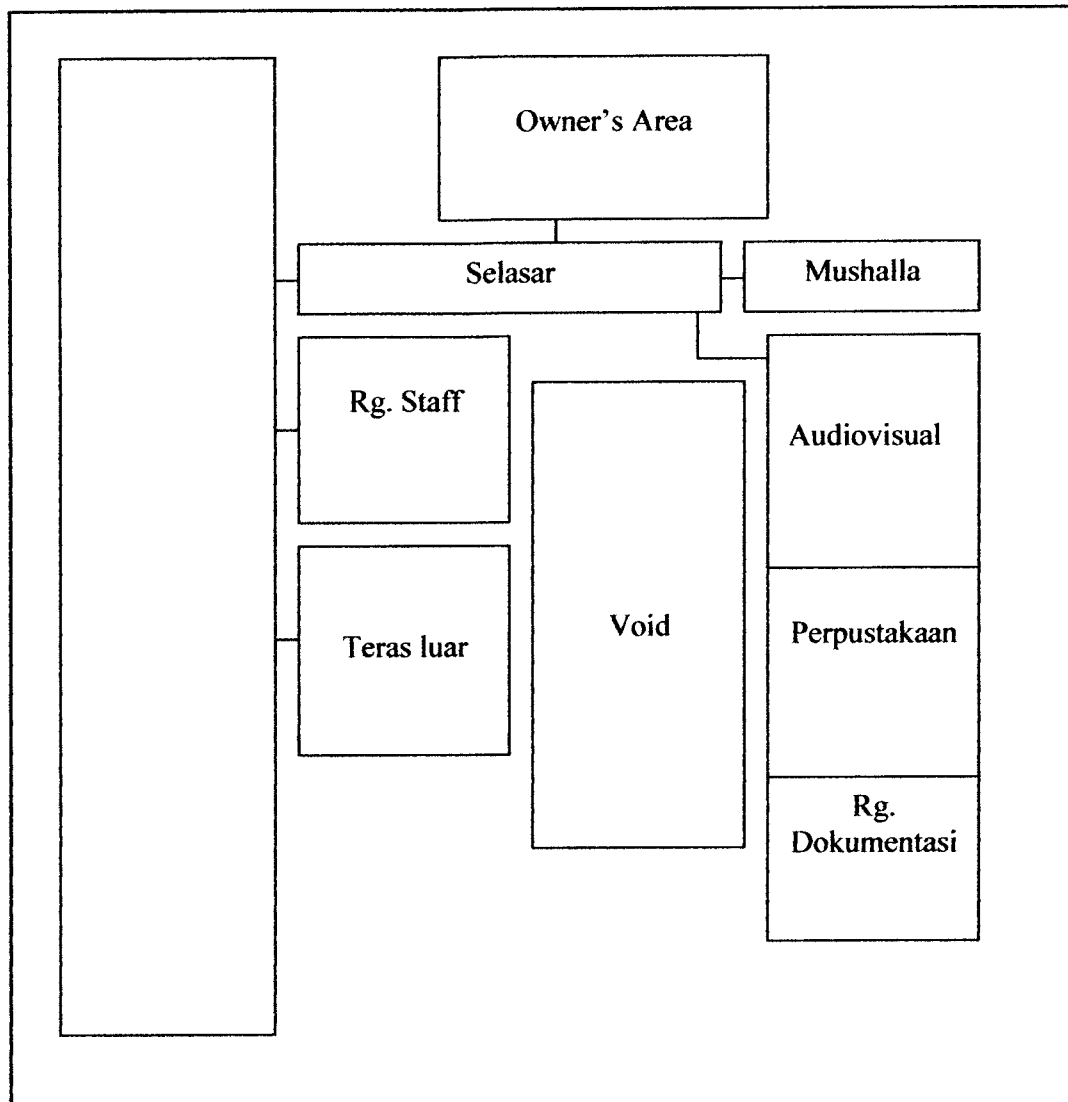 Owner's Area
Selasar
Mushalla
Rg. Staff
Audiovisual
Void
Teras luar
Perpustakaan
Rg.
Dokumentasi